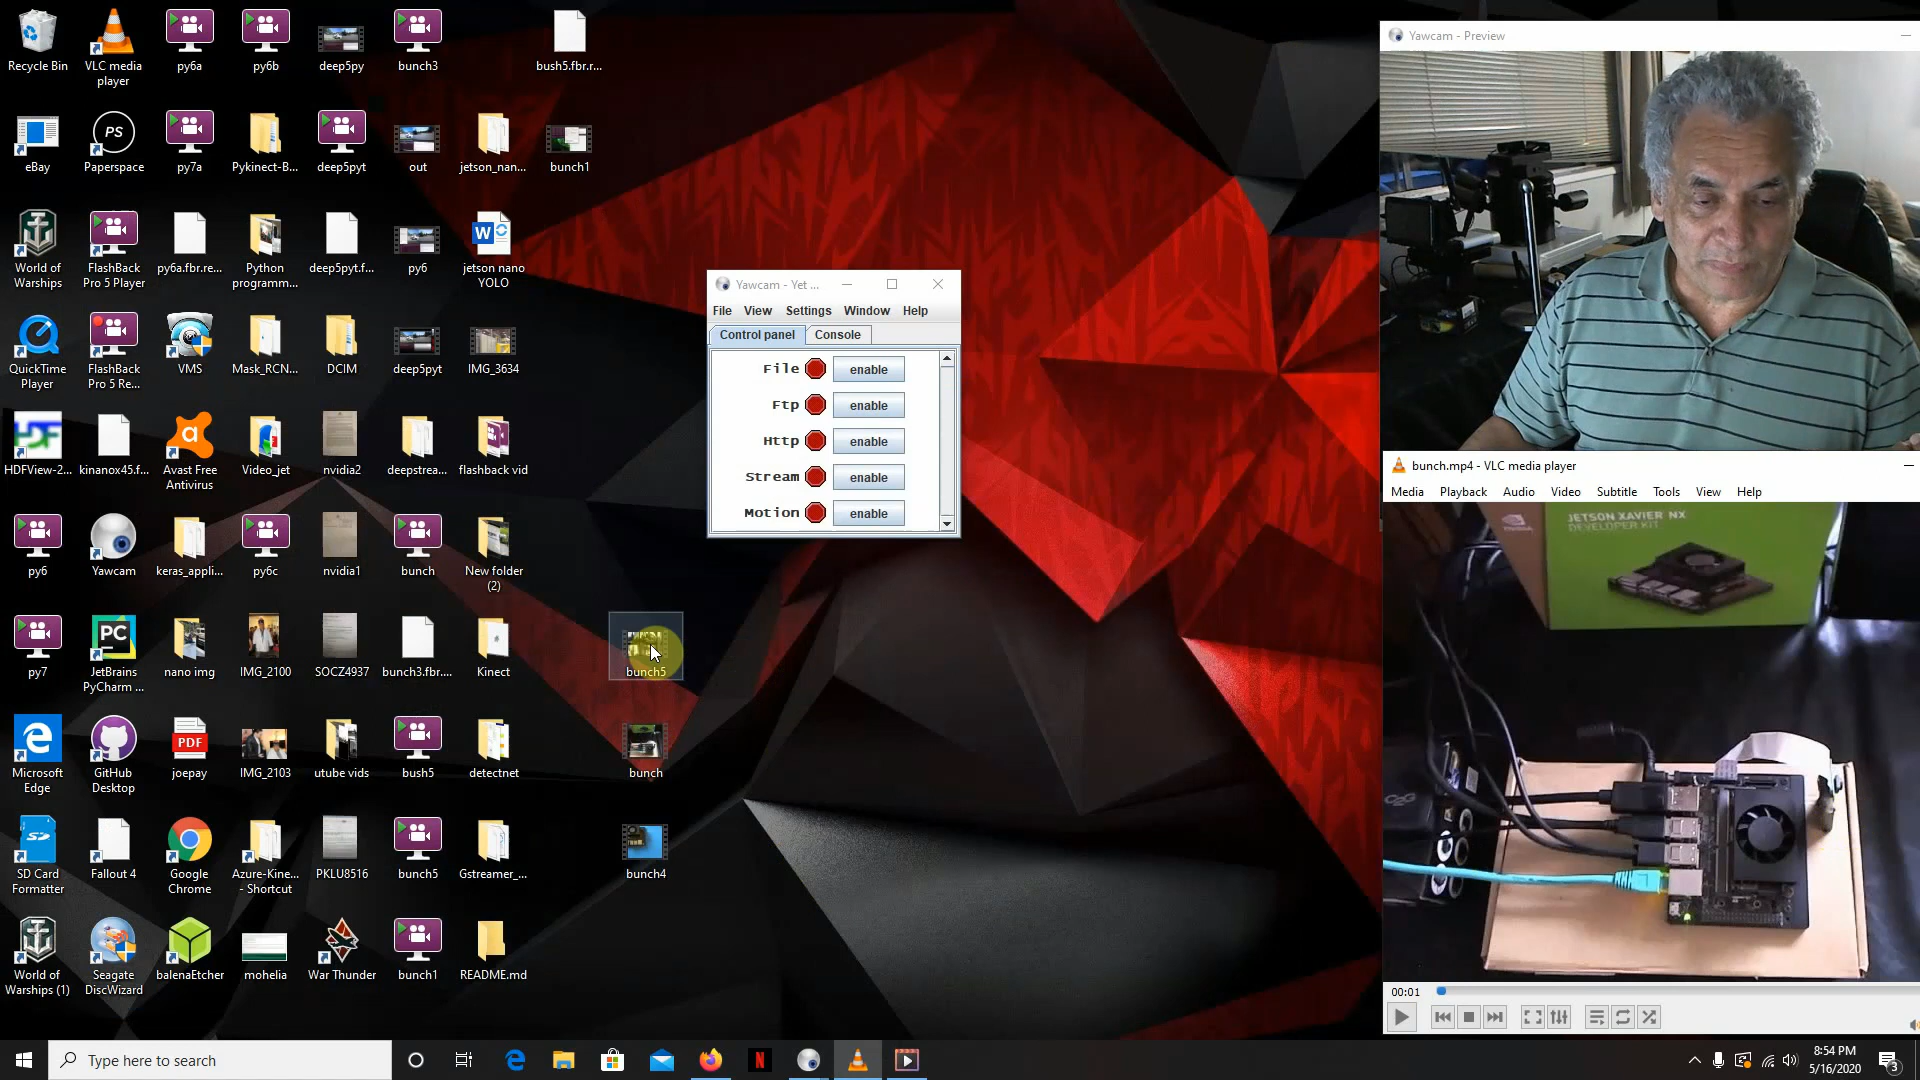 Recycle Bin
VLC media
player
py6a
py6b
deep5py
bunch3
bush5.fbr.r...
eBay
PS
Paperspace
py7a
Pykinect-B...
deep5pyt
out
jetson_nan...
bunch1
World of
Warships
FlashBack
Pro 5 Player
py6a.fbr.re...
Python
programm...
deep5pyt.f...
py6
jetson nano
YOLO
QuickTime
Player
FlashBack
Pro 5 Re...
VMS
Mask_RCN...
DCIM
deep5pyt
IMG_3634
HDFView-2...
kinanox45.f...
Avast Free
Antivirus
Video_jet
nvidia2
deepstrea...
flashback vid
py6
Yawcam
keras_appli...
py6c
nvidia1
bunch
New folder
(2)
py7
PC
JetBrains
PyCharm ...
nano img
IMG_2100
SOCZ4937
bunch3.fbr....
Kinect
bunch5
Microsoft
Edge
GitHub
Desktop
PDF
joepay
IMG_2103
utube vids
bush5
detectnet
bunch
SD Card
Formatter
Fallout 4
Google
Chrome
Azure-Kine...
- Shortcut
PKLU8516
bunch5
Gstreamer_...
bunch4
World of
Warships (1)
Seagate
DiscWizard
balenaEtcher
mohelia
War Thunder
bunch1
README.md
Yawcam - Yet ...
File View Settings Window Help
Control panel Console
File enable
Ftp enable
Http enable
Stream enable
Motion enable
Yawcam - Preview
bunch.mp4 - VLC media player
Media Playback Audio Video Subtitle Tools View Help
JETSON XAVIER NX
DEVELOPER KIT
00:01
Type here to search
8:54 PM
5/16/2020
3